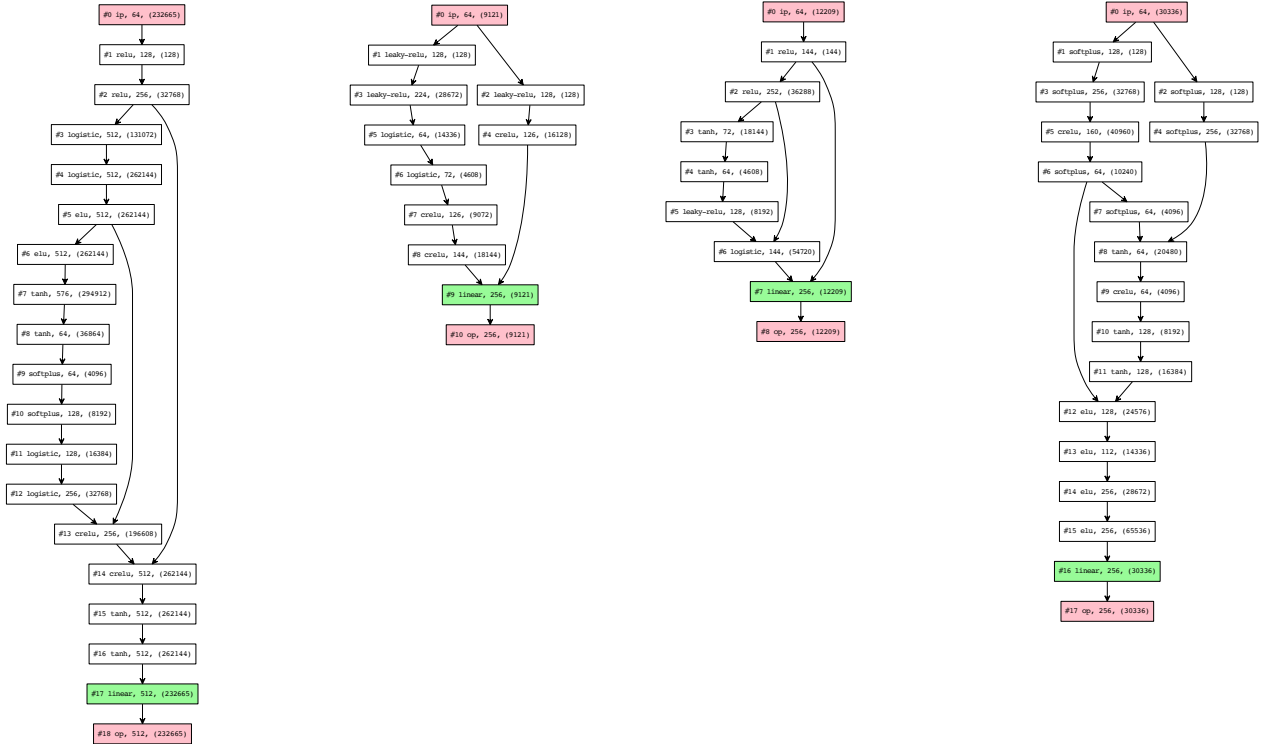 #0 ip, 64, (232665)
#1 relu, 128, (128)
#2 relu, 256, (32768)
#3 logistic, 512, (131072)
#4 logistic, 512, (262144)
#5 elu, 512, (262144)
#6 elu, 512, (262144)
#7 tanh, 576, (294912)
#8 tanh, 64, (36864)
#9 softplus, 64, (4096)
#10 softplus, 128, (8192)
#11 logistic, 128, (16384)
#12 logistic, 256, (32768)
#13 crelu, 256, (196608)
#14 crelu, 512, (262144)
#15 tanh, 512, (262144)
#16 tanh, 512, (262144)
#17 linear, 512, (232665)
#18 op, 512, (232665)
#0 ip, 64, (9121)
#1 leaky-relu, 128, (128)
#3 leaky-relu, 224, (28672)
#2 leaky-relu, 128, (128)
#5 logistic, 64, (14336)
#4 crelu, 126, (16128)
#6 logistic, 72, (4608)
#7 crelu, 126, (9072)
#8 crelu, 144, (18144)
#9 linear, 256, (9121)
#10 op, 256, (9121)
#0 ip, 64, (12209)
#1 relu, 144, (144)
#2 relu, 252, (36288)
#3 tanh, 72, (18144)
#4 tanh, 64, (4608)
#5 leaky-relu, 128, (8192)
#6 logistic, 144, (54720)
#7 linear, 256, (12209)
#8 op, 256, (12209)
#0 ip, 64, (30336)
#1 softplus, 128, (128)
#3 softplus, 256, (32768)
#2 softplus, 128, (128)
#5 crelu, 160, (40960)
#4 softplus, 256, (32768)
#6 softplus, 64, (10240)
#7 softplus, 64, (4096)
#8 tanh, 64, (20480)
#9 crelu, 64, (4096)
#10 tanh, 128, (8192)
#11 tanh, 128, (16384)
#12 elu, 128, (24576)
#13 elu, 112, (14336)
#14 elu, 256, (28672)
#15 elu, 256, (65536)
#16 linear, 256, (30336)
#17 op, 256, (30336)